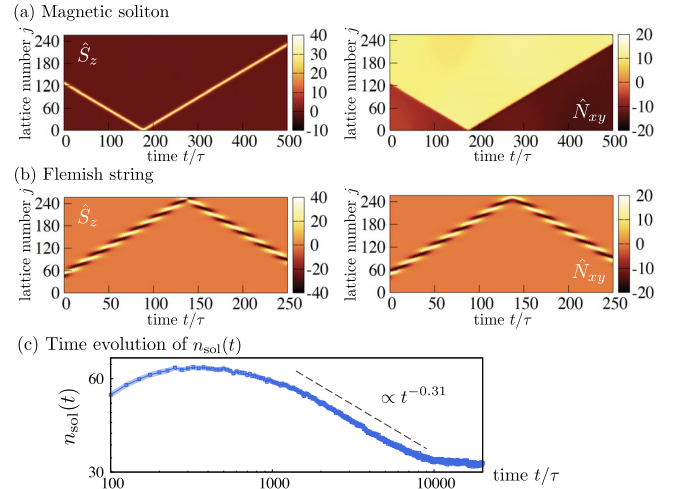 (a) Magnetic soliton
lattice number j
240
180
120
60
0
Ŝz
0 100 200 300 400 500
time t/τ
40
30
20
10
0
-10
lattice number j
240
180
120
60
0
N̂xy
0 100 200 300 400 500
time t/τ
20
10
0
-10
-20
(b) Flemish string
lattice number j
240
180
120
60
0
Ŝz
0 50 100 150 200 250
time t/τ
40
20
0
-20
-40
lattice number j
240
180
120
60
0
N̂xy
0 50 100 150 200 250
time t/τ
20
10
0
-10
-20
(c) Time evolution of nsol(t)
nsol(t)
60
30
∝ t−0.31
100 1000 10000
time t/τ